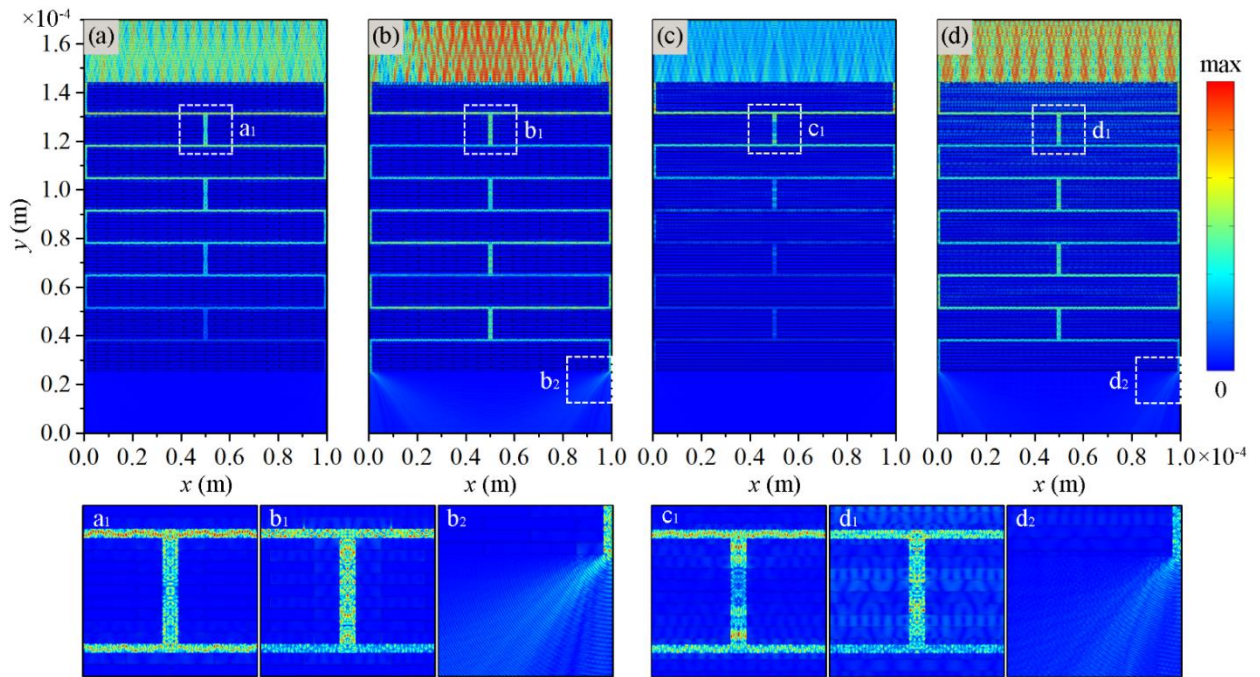 ×10⁻⁴
(a) (b) (c) (d)
1.6
1.4
1.2
1.0
0.8
0.6
0.4
0.2
0.0
y (m)
a₁ b₁ c₁ d₁
b₂ d₂
max
0
0.0 0.2 0.4 0.6 0.8 1.0
0.0 0.2 0.4 0.6 0.8 1.0
0.0 0.2 0.4 0.6 0.8 1.0
0.0 0.2 0.4 0.6 0.8 1.0 ×10⁻⁴
x (m) x (m) x (m) x (m)
a₁ b₁ b₂ c₁ d₁ d₂